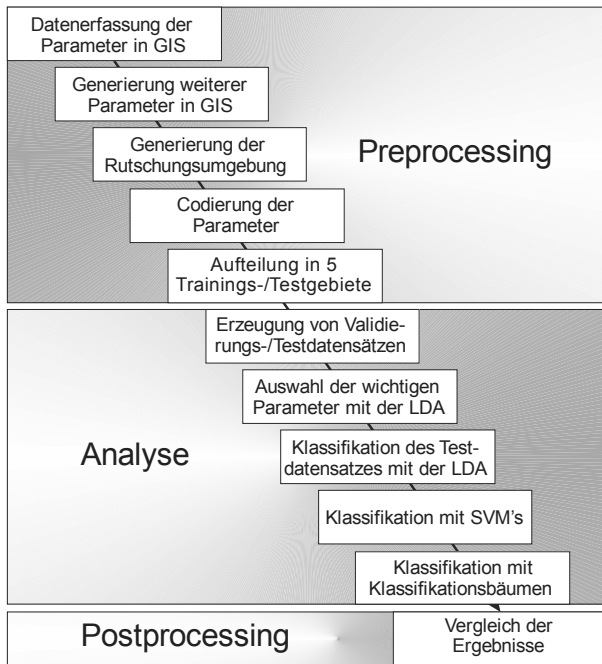 Datenerfassung der
Parameter in GIS
Generierung weiterer
Parameter in GIS
Generierung der
Rutschungsumgebung
Preprocessing
Codierung der
Parameter
Aufteilung in 5
Trainings-/Testgebiete
Erzeugung von Validie-
rungs-/Testdatensätzen
Auswahl der wichtigen
Parameter mit der LDA
Analyse
Klassifikation des Test-
datensatzes mit der LDA
Klassifikation mit SVM's
Klassifikation mit
Klassifikationsbäumen
Postprocessing
Vergleich der
Ergebnisse